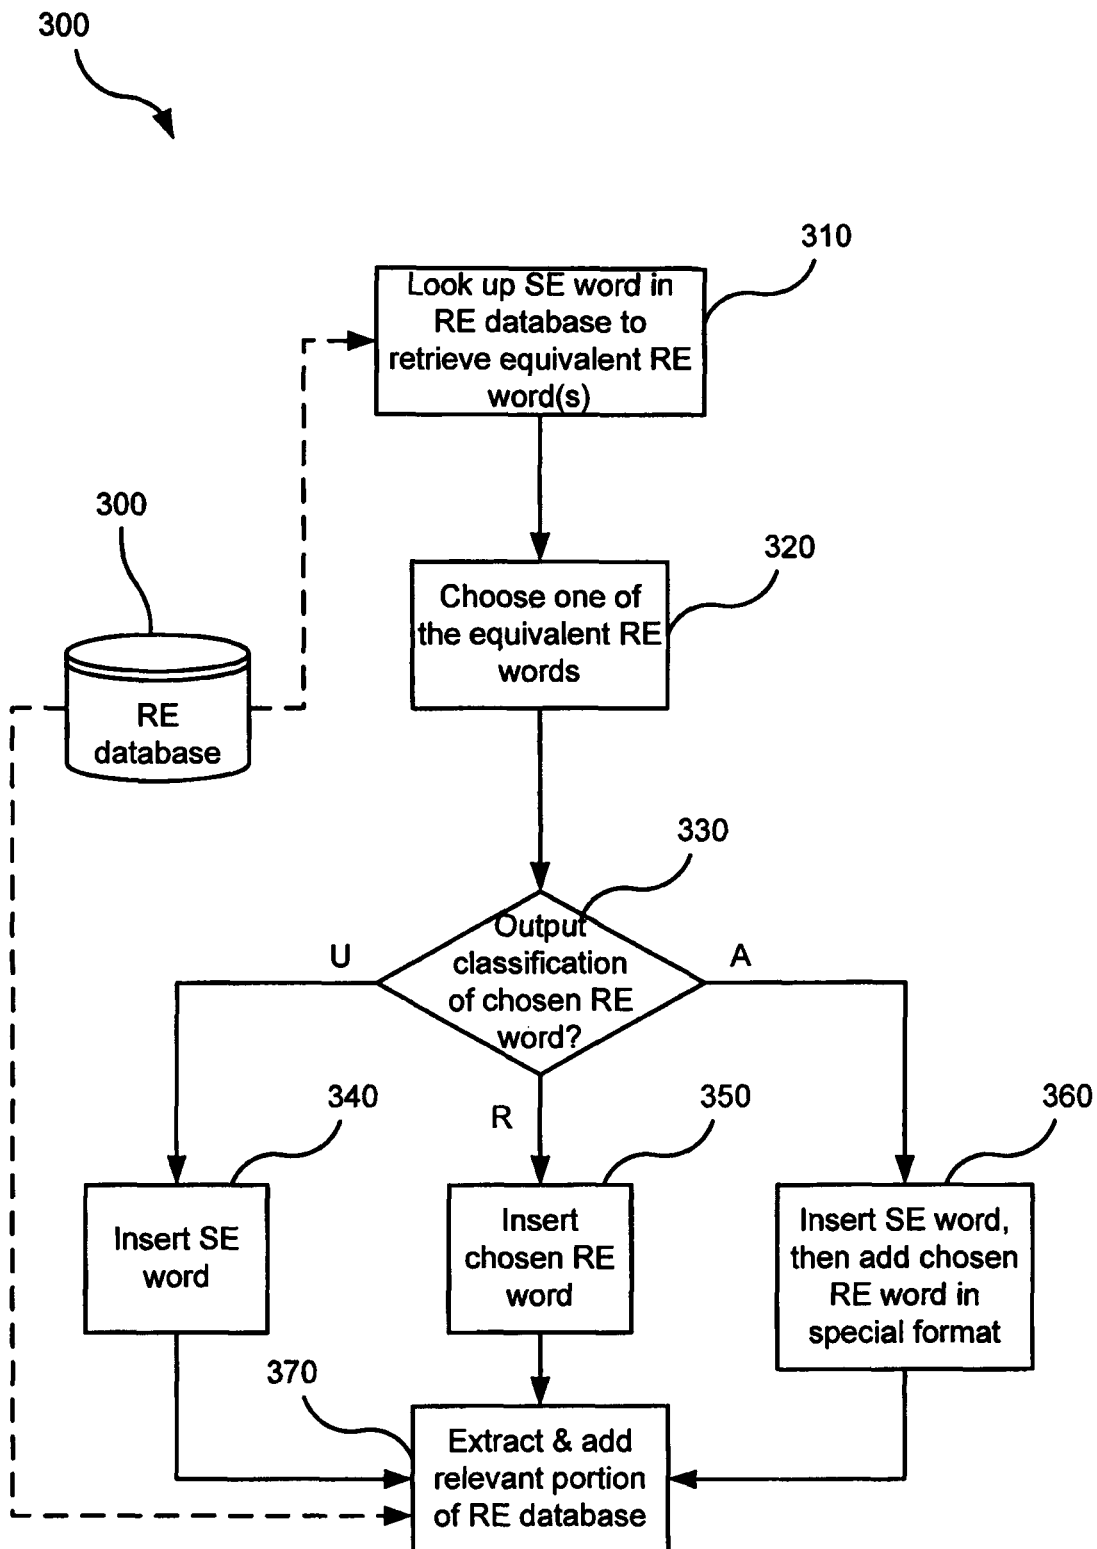 300
310
Look up SE word in
RE database to
retrieve equivalent RE
word(s)
300
320
Choose one of
the equivalent RE
words
RE
database
330
Output
classification
of chosen RE
word?
U
A
R
340
350
360
Insert SE
word
Insert
chosen RE
word
Insert SE word,
then add chosen
RE word in
special format
370
Extract & add
relevant portion
of RE database